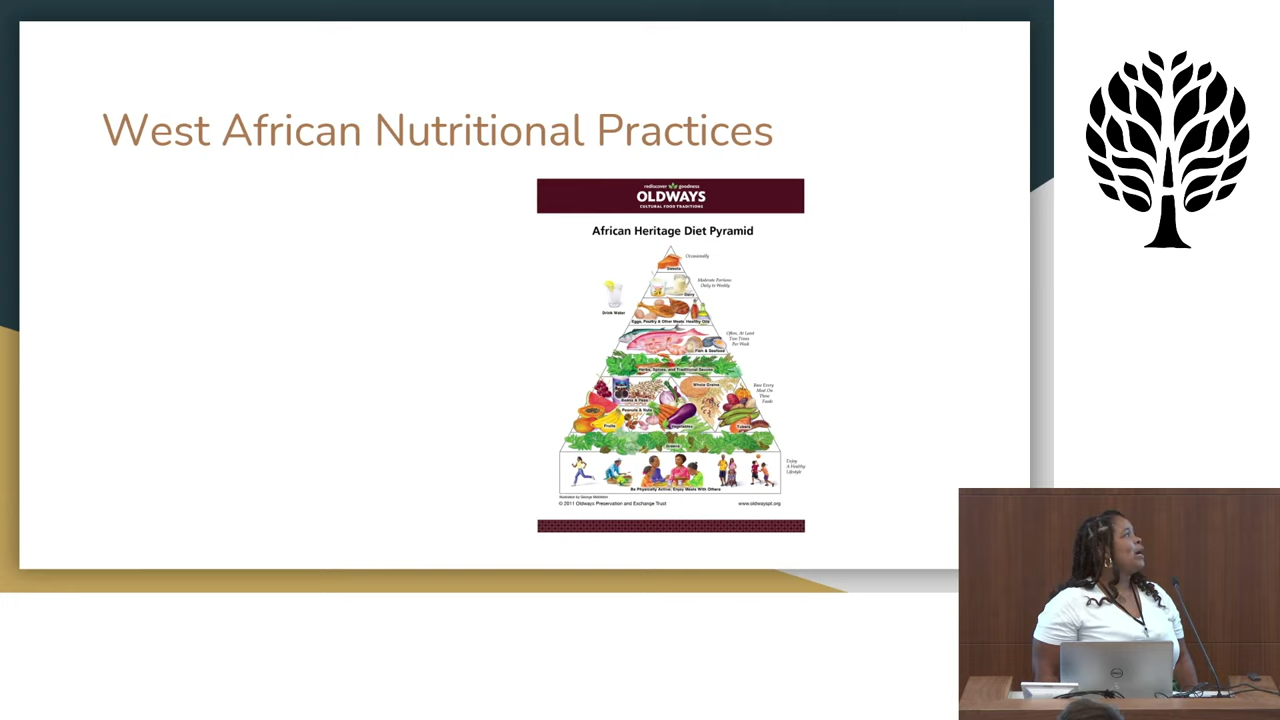 West African Nutritional Practices
rediscover goodness
OLDWAYS
CULTURAL FOOD TRADITIONS
African Heritage Diet Pyramid
Occasionally
Sweets
Moderate Portions
Daily to Weekly
Dairy
Drink Water
Eggs, Poultry & Other Meats
Healthy Oils
Often, At Least
Two Times
Per Week
Fish & Seafood
Herbs, Spices, and Traditional Sauces
Whole Grains
Base Every
Meal On
These
Foods
Beans & Peas
Peanuts & Nuts
Fruits
Vegetables
Tubers
Greens
Enjoy
A Healthy
Lifestyle
Be Physically Active, Enjoy Meals With Others
Illustration by George Middleton
© 2011 Oldways Preservation and Exchange Trust
www.oldwayspt.org
DELL